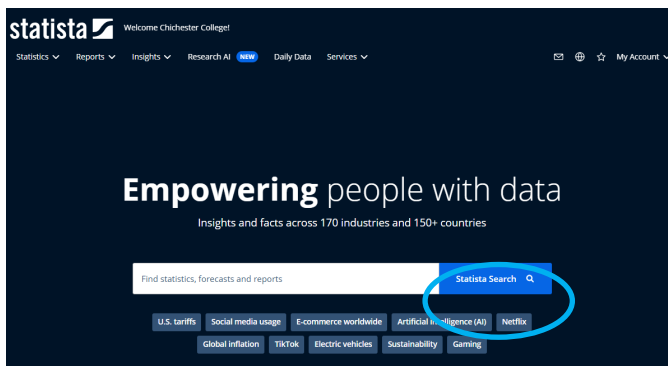 statista Welcome Chichester College!
Statistics Reports Insights Research AI NEW Daily Data Services My Account
Empowering people with data
Insights and facts across 170 industries and 150+ countries
Find statistics, forecasts and reports Statista Search
U.S. tariffs Social media usage E-commerce worldwide Artificial Intelligence (AI) Netflix
Global inflation TikTok Electric vehicles Sustainability Gaming